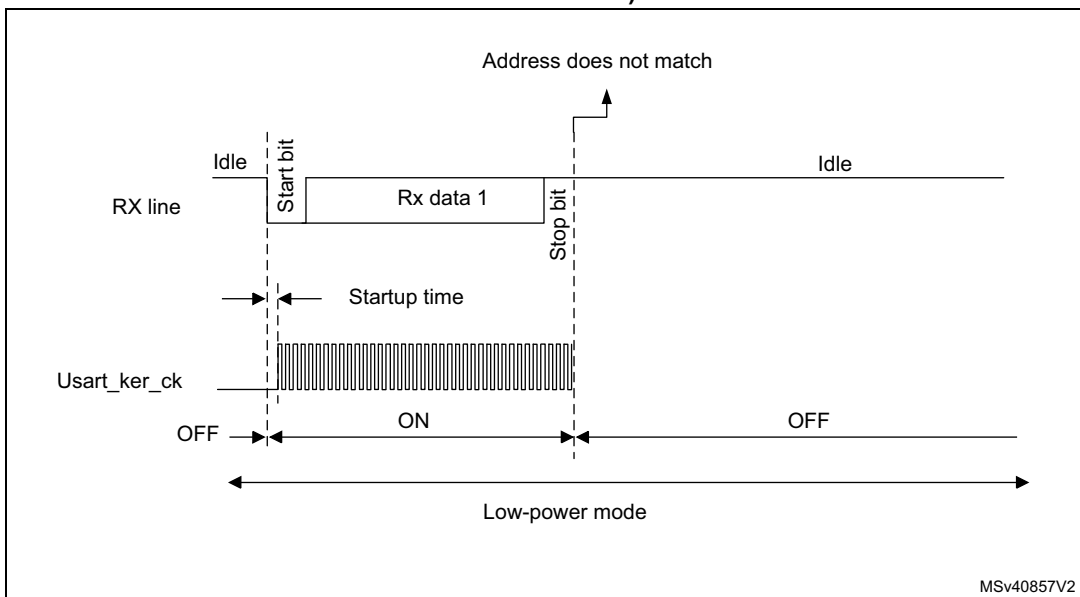 Address does not match
Idle
Start bit
Idle
RX line
Rx data 1
Stop bit
Startup time
Usart_ker_ck
OFF
ON
OFF
Low-power mode
MSv40857V2